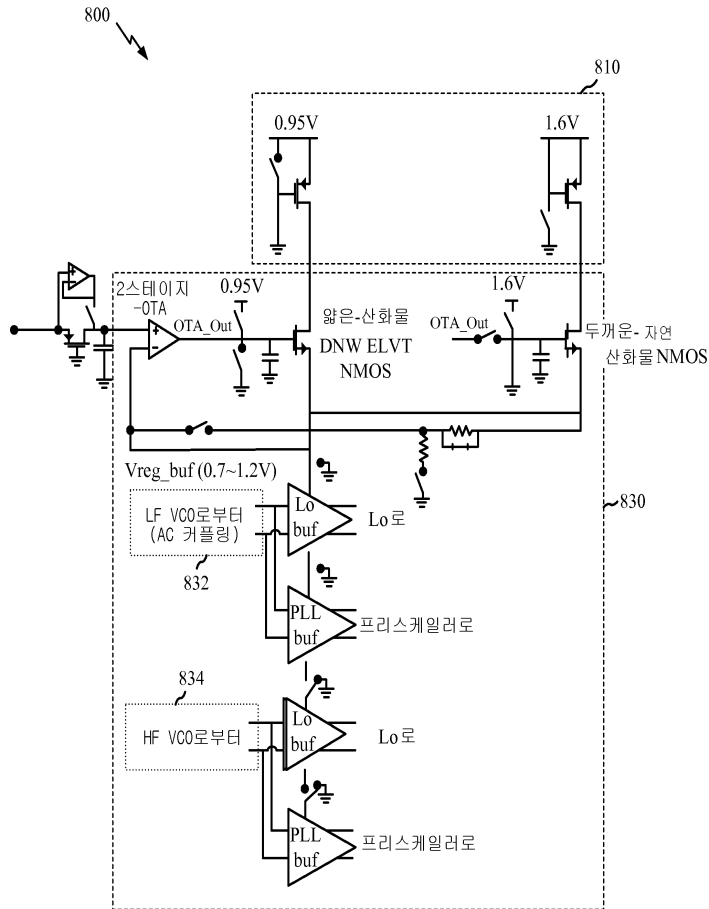 800
810
0.95V
1.6V
2스테이지
-OTA
0.95V
OTA_Out
얇은-산화물
DNW ELVT
NMOS
1.6V
OTA_Out
두꺼운- 자연
산화물 NMOS
Vreg_buf (0.7~1.2V)
830
LF VCO로부터
(AC 커플링)
832
Lo
buf
Lo로
PLL
buf
프리스케일러로
834
HF VCO로부터
Lo
buf
Lo로
PLL
buf
프리스케일러로